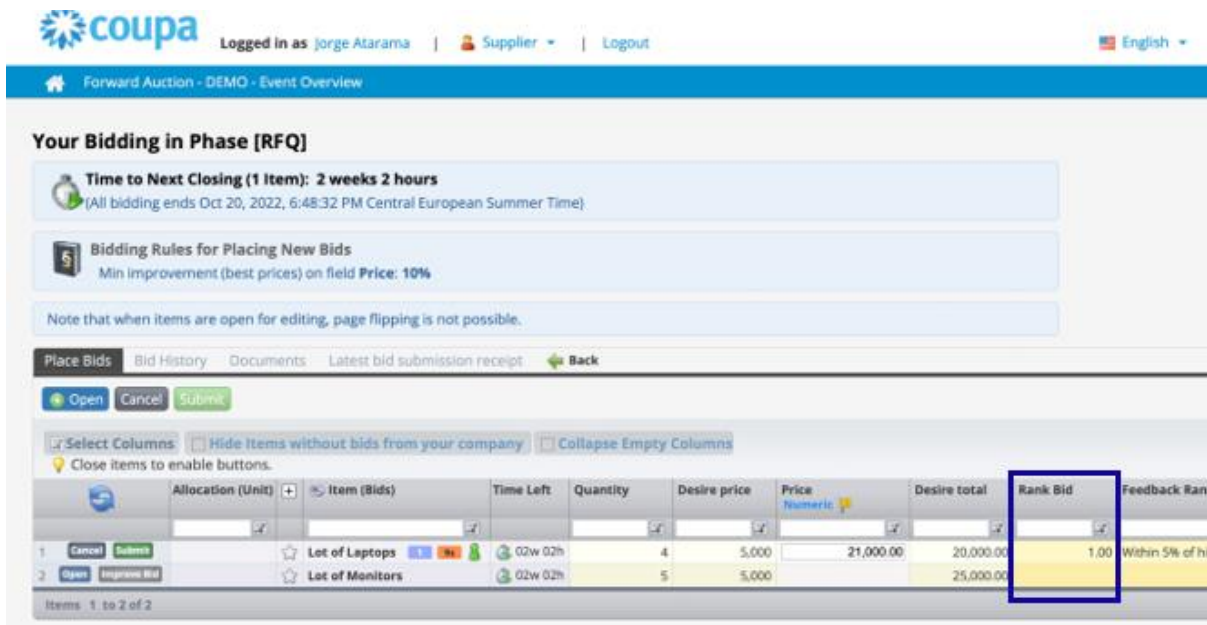 coupa
Logged in as Jorge Atarama | Supplier | Logout English
Forward Auction - DEMO - Event Overview
Your Bidding in Phase [RFQ]
Time to Next Closing (1 Item): 2 weeks 2 hours
(All bidding ends Oct 20, 2022, 6:48:32 PM Central European Summer Time)
Bidding Rules for Placing New Bids
Min improvement (best prices) on field Price: 10%
Note that when items are open for editing, page flipping is not possible.
Place Bids Bid History Documents Latest bid submission receipt Back
Open Cancel Submit
Select Columns Hide Items without bids from your company Collapse Empty Columns
Close items to enable buttons.
Allocation (Unit) + Item (Bids) Time Left Quantity Desire price Price Desire total Rank Bid Feedback Ran
Numeric
1 Cancel Submit Lot of Laptops 1 02w 02h 4 5,000 21,000.00 20,000.00 1.00 Within 5% of hi
2 Open Improve Bid Lot of Monitors 02w 02h 5 5,000 25,000.00
Items 1 to 2 of 2